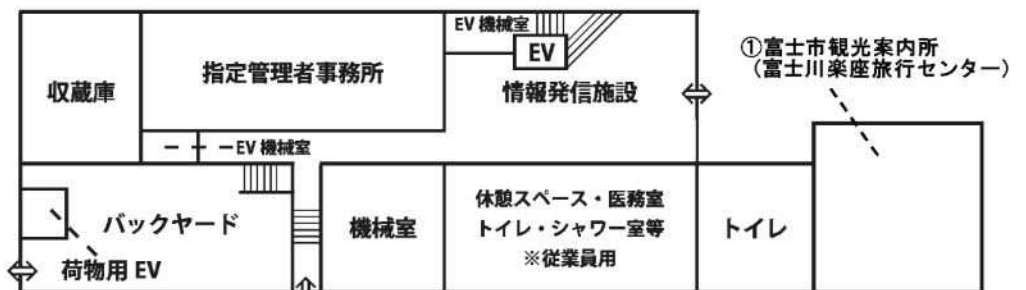 EV 機械室
EV
①富士市観光案内所
（富士川楽座旅行センター）
収蔵庫
指定管理者事務所
情報発信施設
EV 機械室
バックヤード
荷物用 EV
機械室
休憩スペース・医務室
トイレ・シャワー室等
※従業員用
トイレ